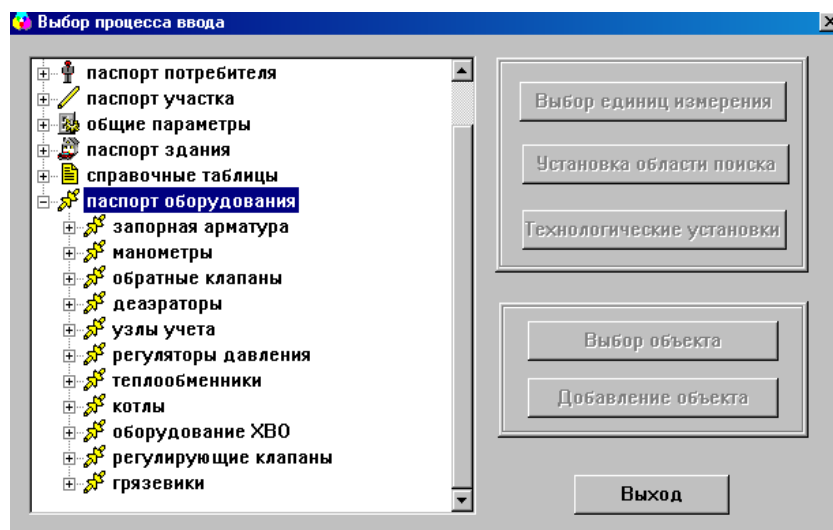 Выбор процесса ввода
паспорт потребителя
паспорт участка
общие параметры
паспорт здания
справочные таблицы
паспорт оборудования
запорная арматура
манометры
обратные клапаны
деаэраторы
узлы учета
регуляторы давления
теплообменники
котлы
оборудование ХВО
регулирующие клапаны
грязевики
Выбор единиц измерения
Установка области поиска
Технологические установки
Выбор объекта
Добавление объекта
Выход